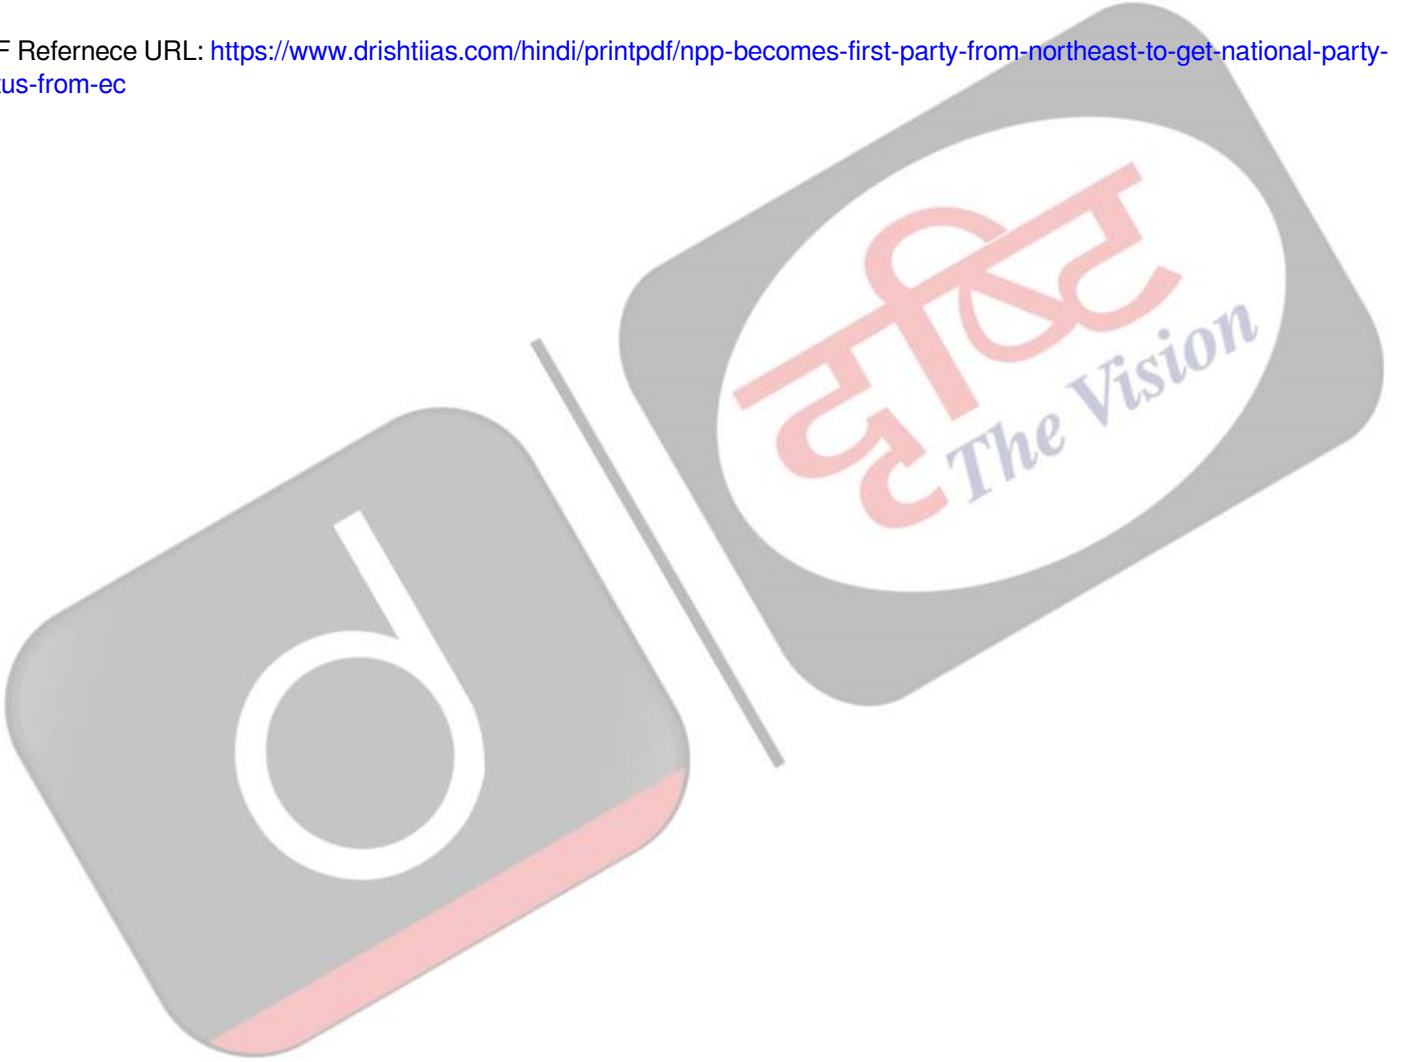 F Refernece URL: https://www.drishtiias.com/hindi/printpdf/npp-becomes-first-party-from-northeast-to-get-national-party-
tus-from-ec
दृष्टि
The Vision
d